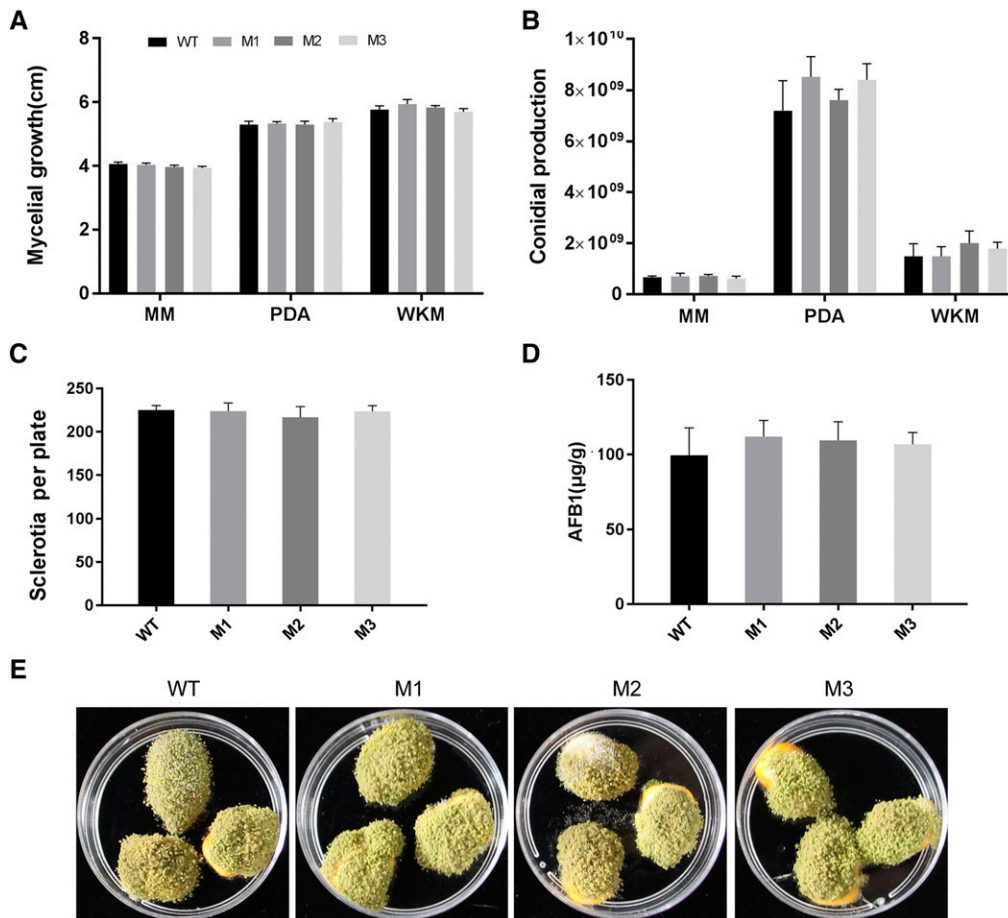 A
WT M1 M2 M3
Mycelial growth(cm)
8
6
4
2
0
MM PDA WKM
B
Conidial production
1×10¹⁰
8×10⁰⁹
6×10⁰⁹
4×10⁰⁹
2×10⁰⁹
0
MM PDA WKM
C
Sclerotia per plate
250
200
150
100
50
0
WT M1 M2 M3
D
AFB1(μg/g)
150
100
50
0
WT M1 M2 M3
E
WT M1 M2 M3